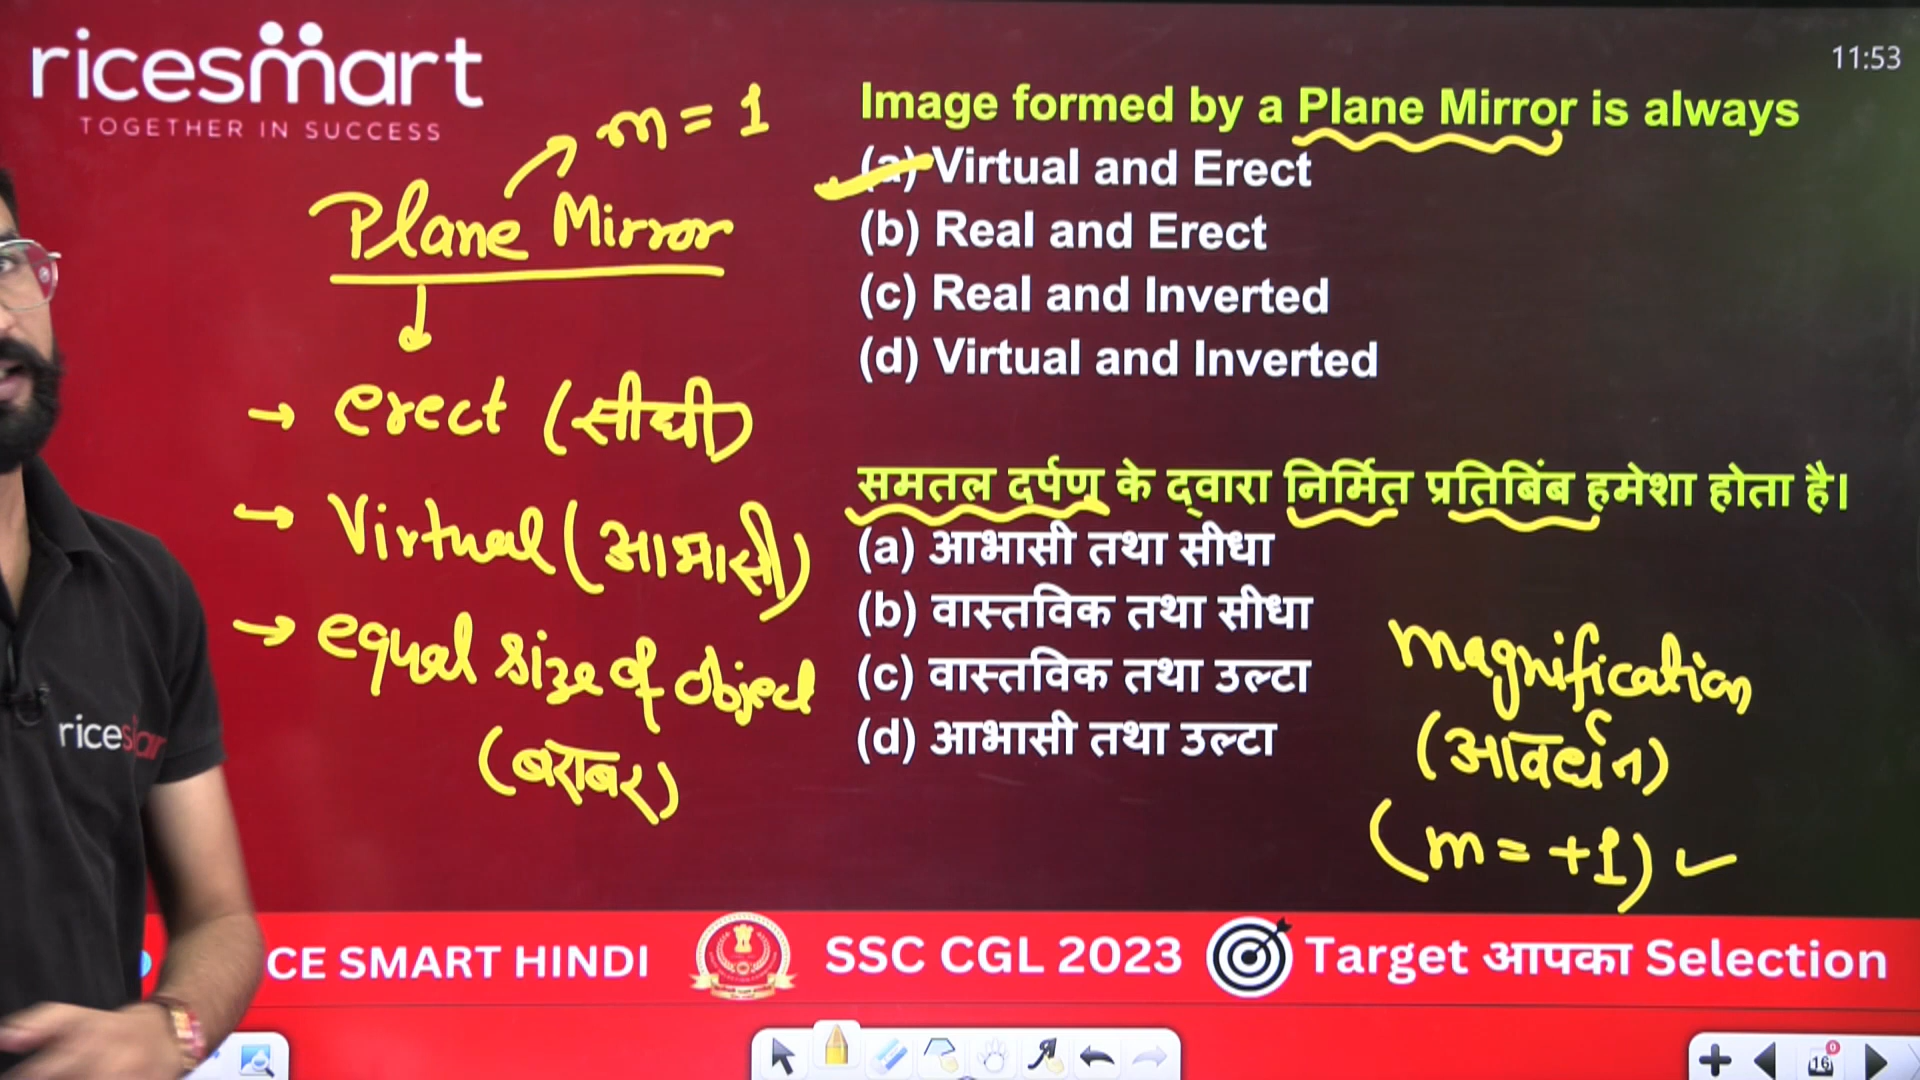 ricesmart
TOGETHER IN SUCCESS
11:53
m = 1
Plane Mirror
→ erect (सीधी)
→ Virtual (आभासी)
→ equal size of object
(बराबर)
Image formed by a Plane Mirror is always
(a) Virtual and Erect
(b) Real and Erect
(c) Real and Inverted
(d) Virtual and Inverted
समतल दर्पण के द्वारा निर्मित प्रतिबिंब हमेशा होता है।
(a) आभासी तथा सीधा
(b) वास्तविक तथा सीधा
(c) वास्तविक तथा उल्टा
(d) आभासी तथा उल्टा
magnification
(आवर्धन)
(m = +1) ✓
ricesmar
CE SMART HINDI
SSC CGL 2023
Target आपका Selection
16
0